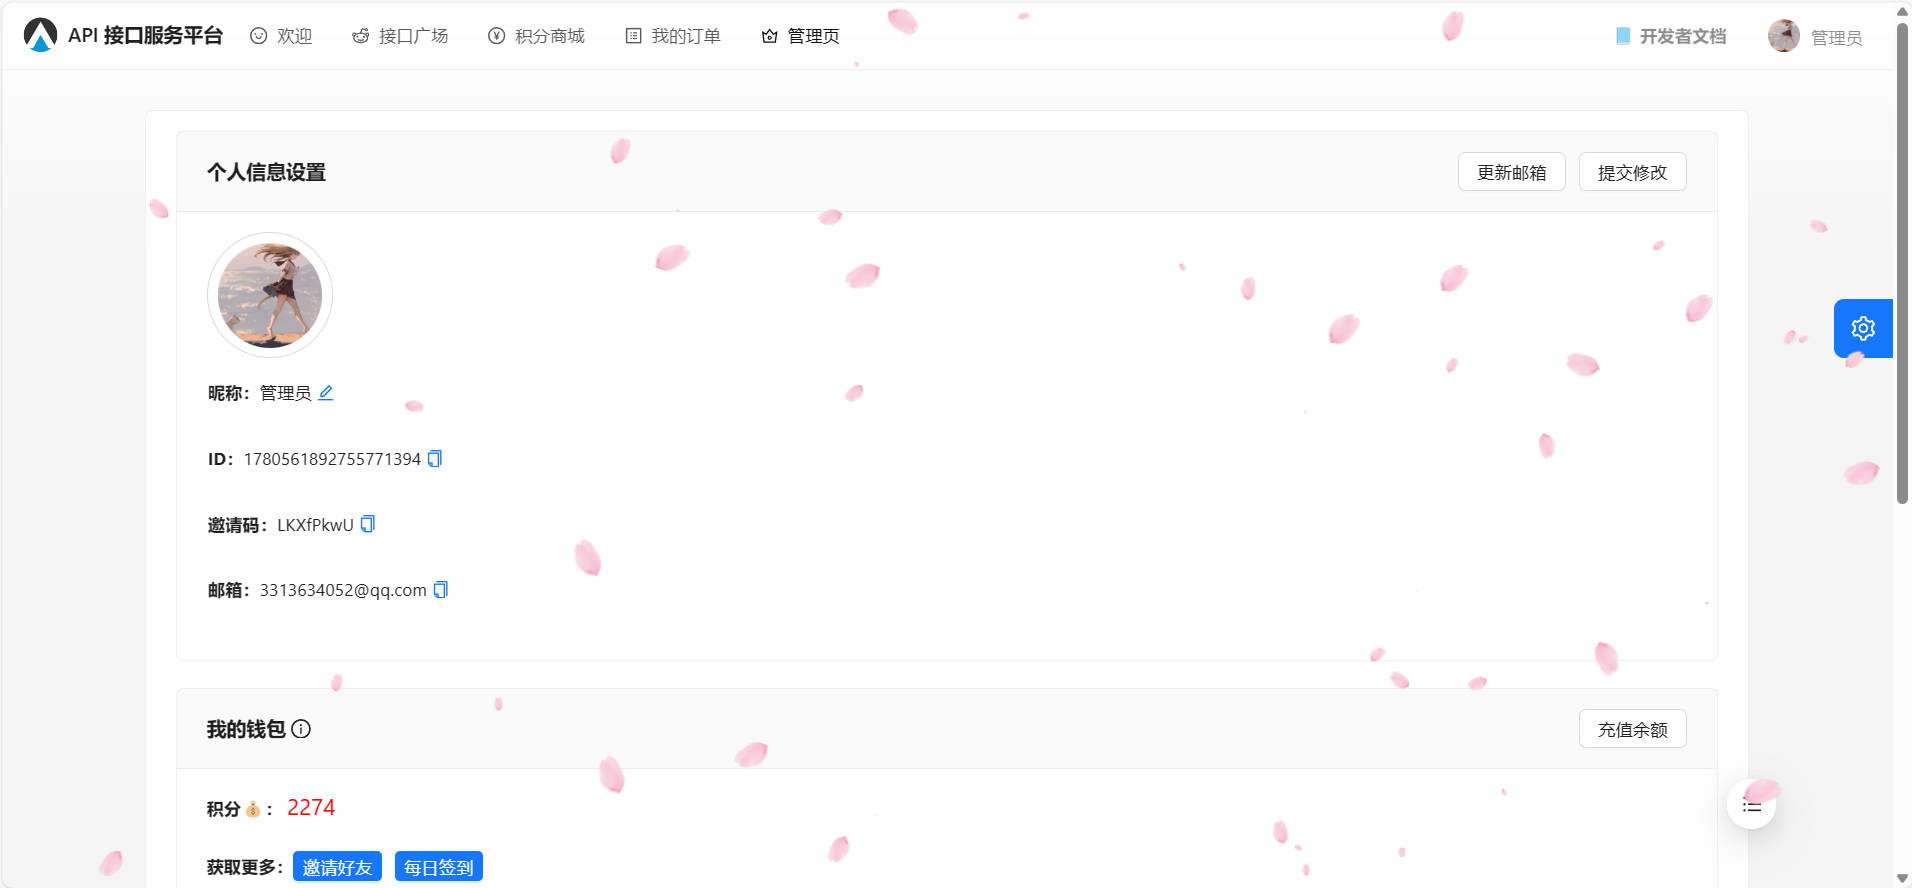 API 接口服务平台 欢迎 接口广场 积分商城 我的订单 管理页 开发者文档 管理员
个人信息设置 更新邮箱 提交修改
昵称：管理员
ID：1780561892755771394
邀请码：LKXfPkwU
邮箱：3313634052@qq.com
我的钱包 充值余额
积分💰：2274
获取更多：邀请好友 每日签到